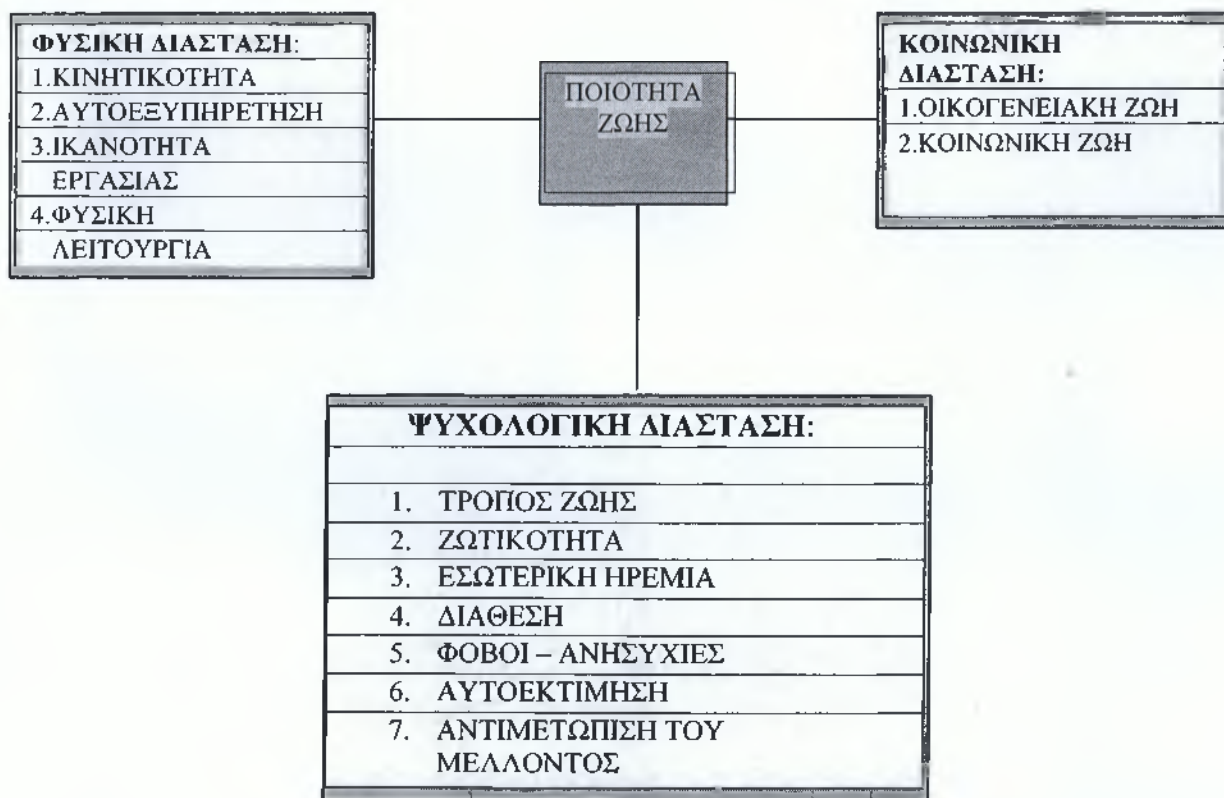 ΦΥΣΙΚΗ ΔΙΑΣΤΑΣΗ:
1.ΚΙΝΗΤΙΚΟΤΗΤΑ
2.ΑΥΤΟΕΞΥΠΗΡΕΤΗΣΗ
3.ΙΚΑΝΟΤΗΤΑ
ΕΡΓΑΣΙΑΣ
4.ΦΥΣΙΚΗ
ΛΕΙΤΟΥΡΓΙΑ
ΠΟΙΟΤΗΤΑ
ΖΩΗΣ
ΚΟΙΝΩΝΙΚΗ
ΔΙΑΣΤΑΣΗ:
1.ΟΙΚΟΓΕΝΕΙΑΚΗ ΖΩΗ
2.ΚΟΙΝΩΝΙΚΗ ΖΩΗ
ΨΥΧΟΛΟΓΙΚΗ ΔΙΑΣΤΑΣΗ:
1. ΤΡΟΠΟΣ ΖΩΗΣ
2. ΖΩΤΙΚΟΤΗΤΑ
3. ΕΣΩΤΕΡΙΚΗ ΗΡΕΜΙΑ
4. ΔΙΑΘΕΣΗ
5. ΦΟΒΟΙ – ΑΝΗΣΥΧΙΕΣ
6. ΑΥΤΟΕΚΤΙΜΗΣΗ
7. ΑΝΤΙΜΕΤΩΠΙΣΗ ΤΟΥ
ΜΕΛΛΟΝΤΟΣ